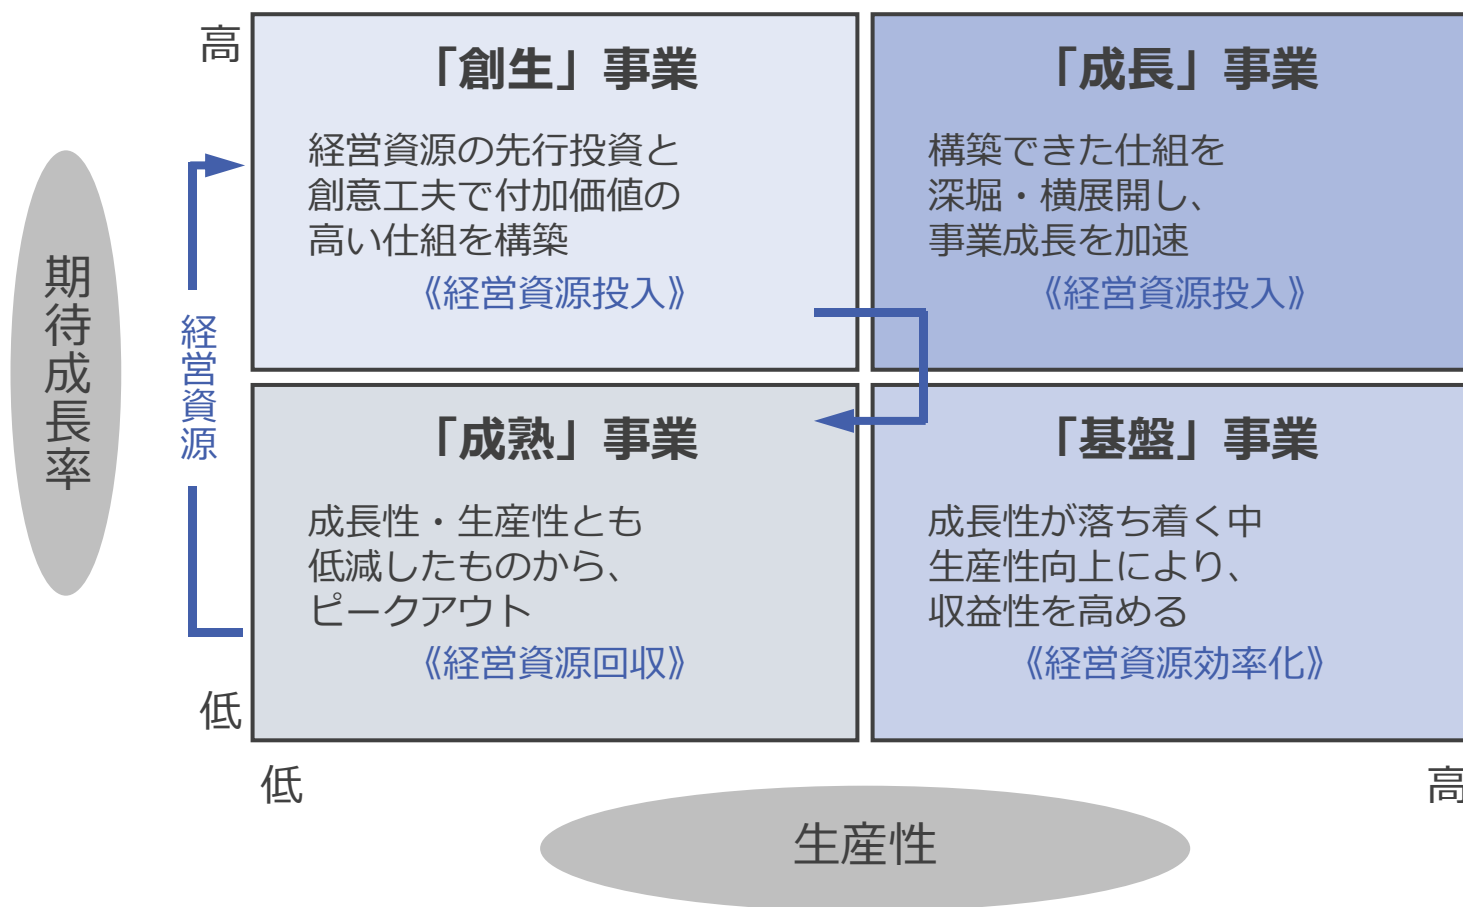 高
「創生」事業
経営資源の先行投資と
創意工夫で付加価値の
高い仕組を構築
《経営資源投入》
「成長」事業
構築できた仕組を
深堀・横展開し、
事業成長を加速
《経営資源投入》
期待成長率
経営資源
「成熟」事業
成長性・生産性とも
低減したものから、
ピークアウト
《経営資源回収》
「基盤」事業
成長性が落ち着く中
生産性向上により、
収益性を高める
《経営資源効率化》
低
低
高
生産性